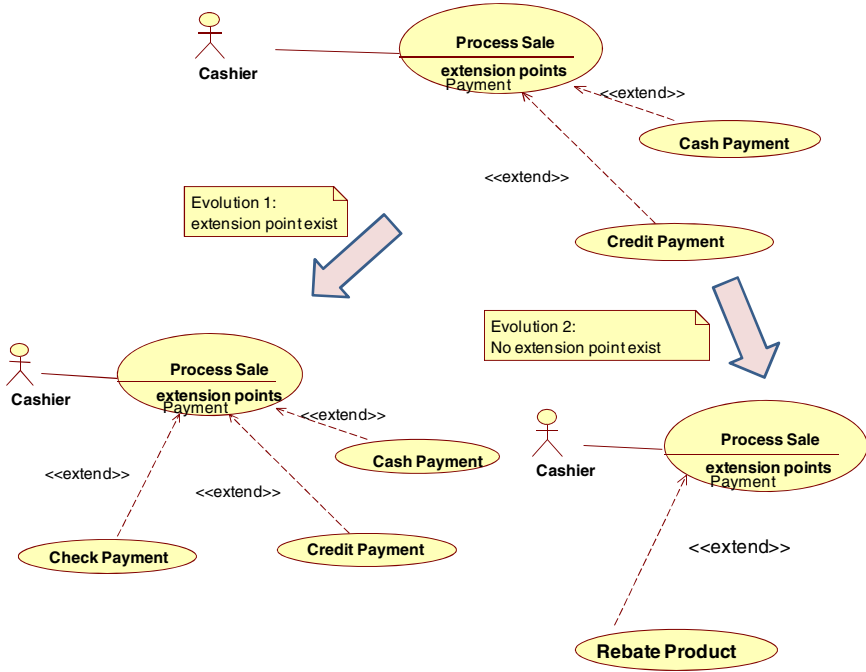 Process Sale
Cashier
extension points
Payment
<<extend>>
Cash Payment
<<extend>>
Credit Payment
Evolution 1:
extension point exist
Evolution 2:
No extension point exist
Process Sale
extension points
Payment
Cashier
<<extend>>
Cash Payment
<<extend>>
<<extend>>
Check Payment
Credit Payment
Process Sale
Cashier
extension points
Payment
<<extend>>
Rebate Product